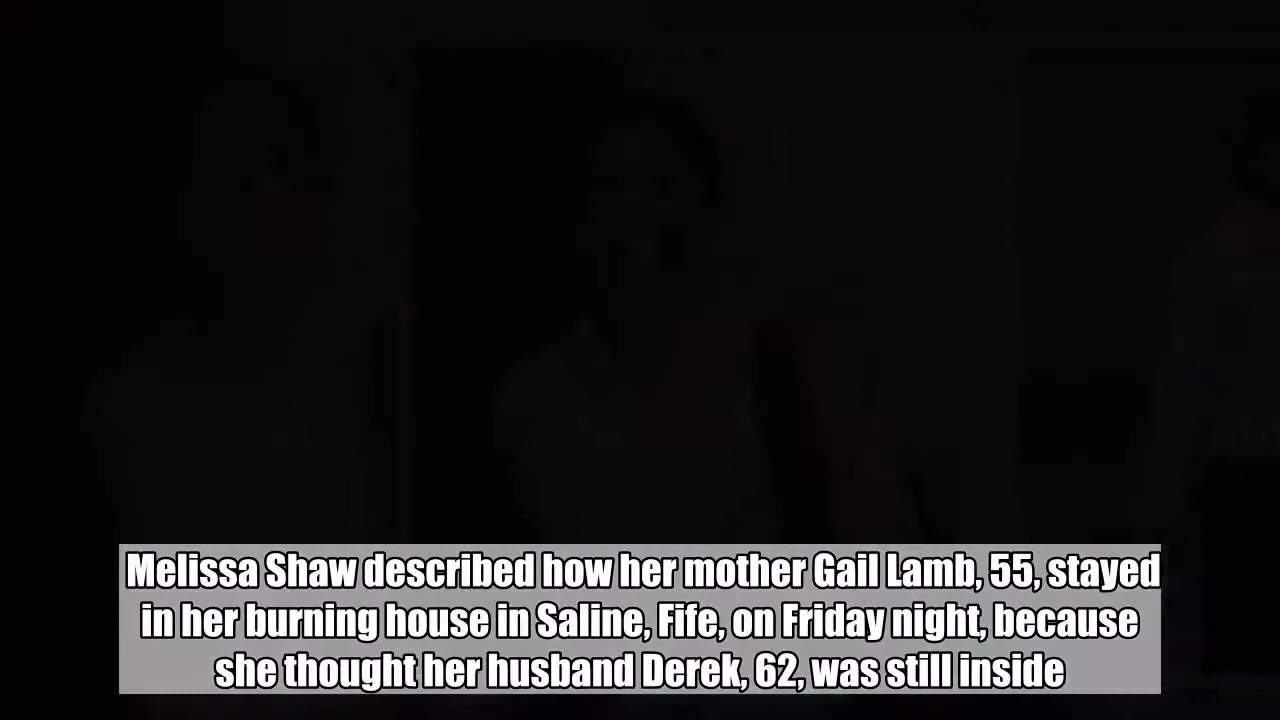 Melissa Shaw described how her mother Gail Lamb, 55, stayed
in her burning house in Saline, Fife, on Friday night, because
she thought her husband Derek, 62, was still inside